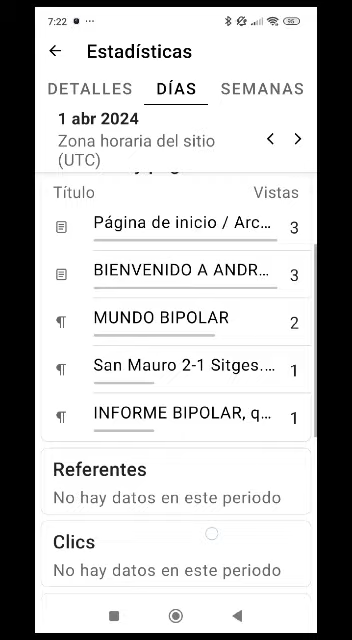 7:22
Estadísticas
DETALLES DÍAS SEMANAS
1 abr 2024
Zona horaria del sitio
(UTC)
Título Vistas
Página de inicio / Arc... 3
BIENVENIDO A ANDR... 3
MUNDO BIPOLAR 2
San Mauro 2-1 Sitges.... 1
INFORME BIPOLAR, q... 1
Referentes
No hay datos en este periodo
Clics
No hay datos en este periodo